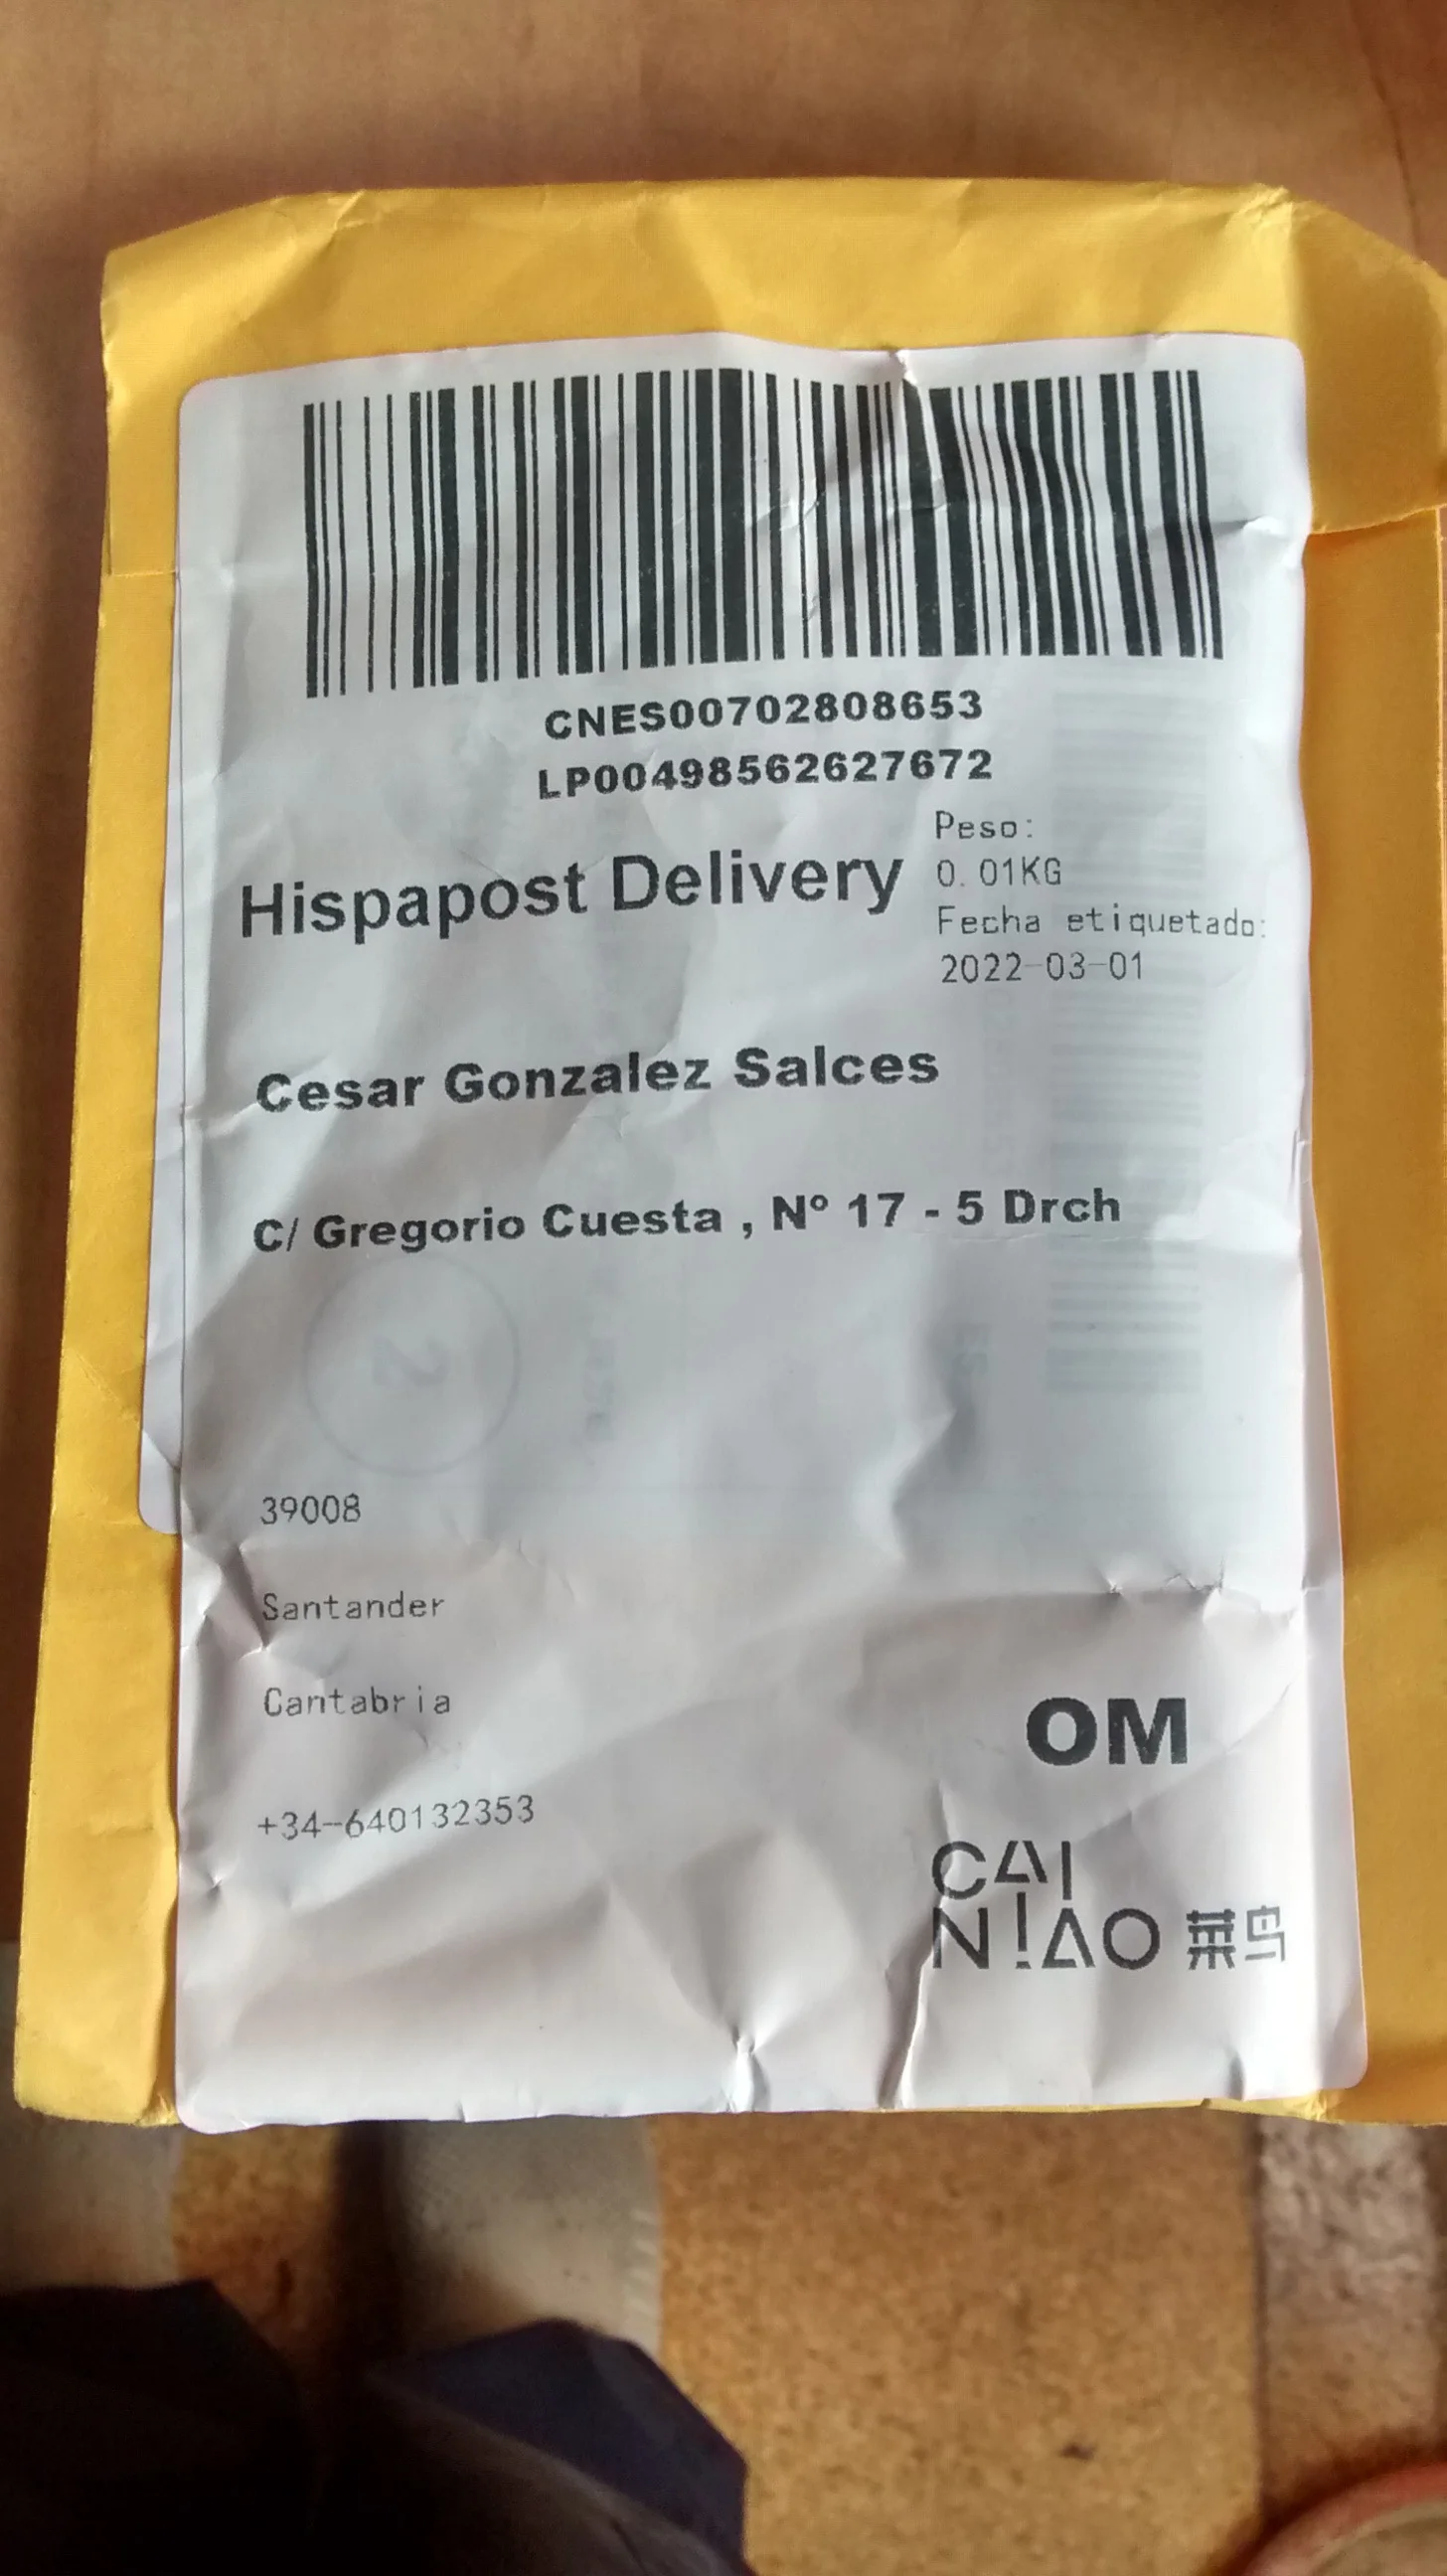 CNES00702808653
LP00498562627672
Hispapost Delivery
Peso:
0.01KG
Fecha etiquetado:
2022-03-01
Cesar Gonzalez Salces
C/ Gregorio Cuesta , Nº 17 - 5 Drch
2
39008
Santander
Cantabria
+34-640132353
OM
CAI
NIAO 菜鸟